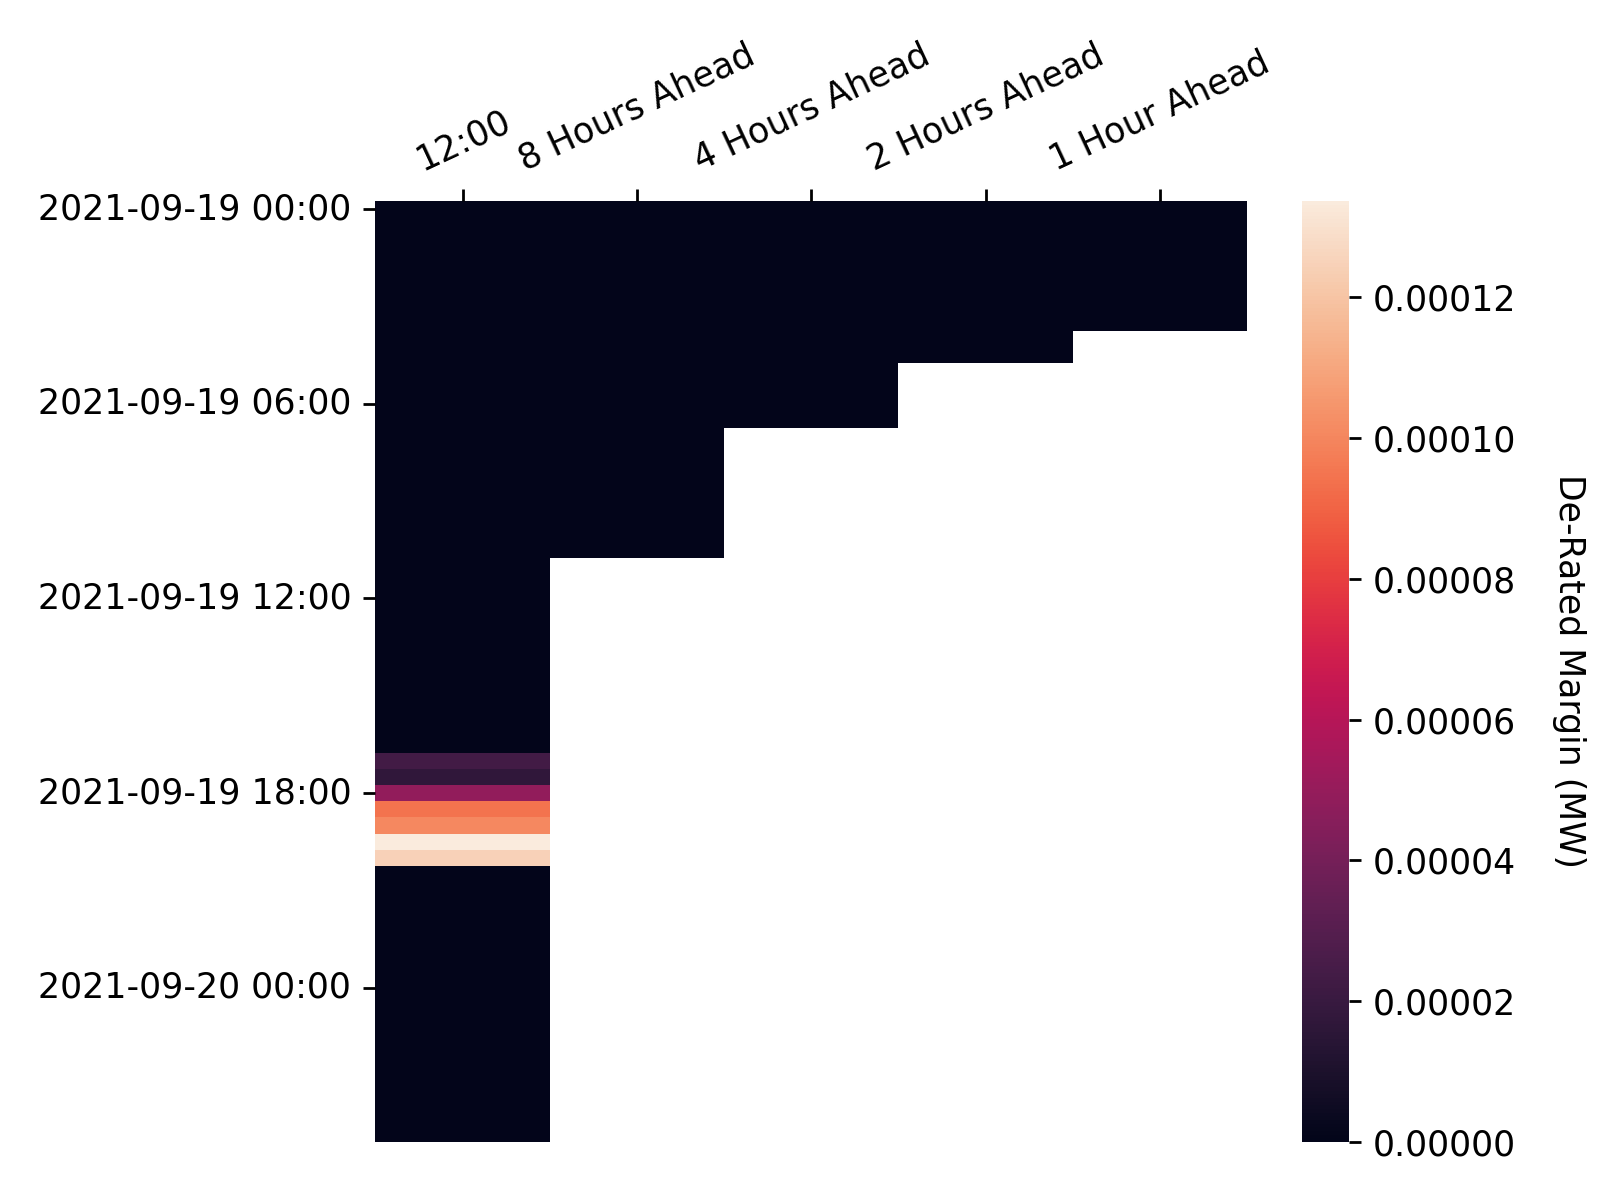 12:00
8 Hours Ahead
4 Hours Ahead
2 Hours Ahead
1 Hour Ahead
2021-09-19 00:00
2021-09-19 06:00
2021-09-19 12:00
2021-09-19 18:00
2021-09-20 00:00
0.00012
0.00010
0.00008
0.00006
0.00004
0.00002
0.00000
De-Rated Margin (MW)